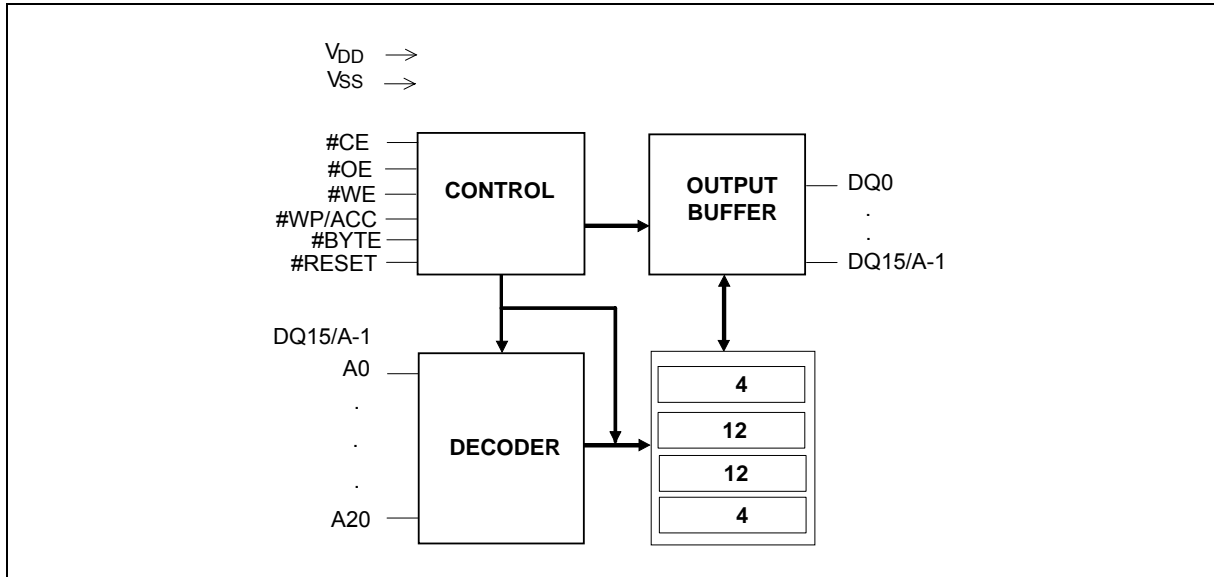 VDD
VSS
#CE
#OE
#WE
#WP/ACC
#BYTE
#RESET
CONTROL
OUTPUT
BUFFER
DQ0
.
.
DQ15/A-1
DQ15/A-1
A0
.
.
.
A20
DECODER
4
12
12
4